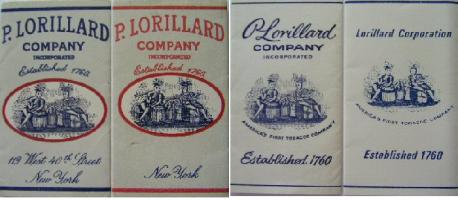 P. LORILLARD
COMPANY
INCORPORATED
Established 1760
119 West 40th Street
New York
P. LORILLARD
COMPANY
INCORPORATED
Established 1760
New York
P. Lorillard
COMPANY
INCORPORATED
AMERICA'S FIRST TOBACCO COMPANY
Established 1760
Lorillard Corporation
AMERICA'S FIRST TOBACCO COMPANY
Established 1760